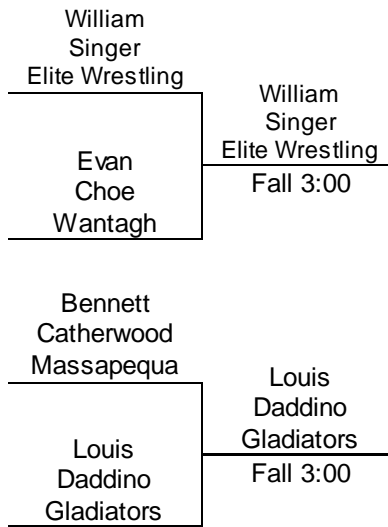 William
Singer
Elite Wrestling
William
Singer
Elite Wrestling
Evan
Choe
Wantagh
Fall 3:00
Bennett
Catherwood
Massapequa
Louis
Daddino
Gladiators
Louis
Daddino
Gladiators
Fall 3:00